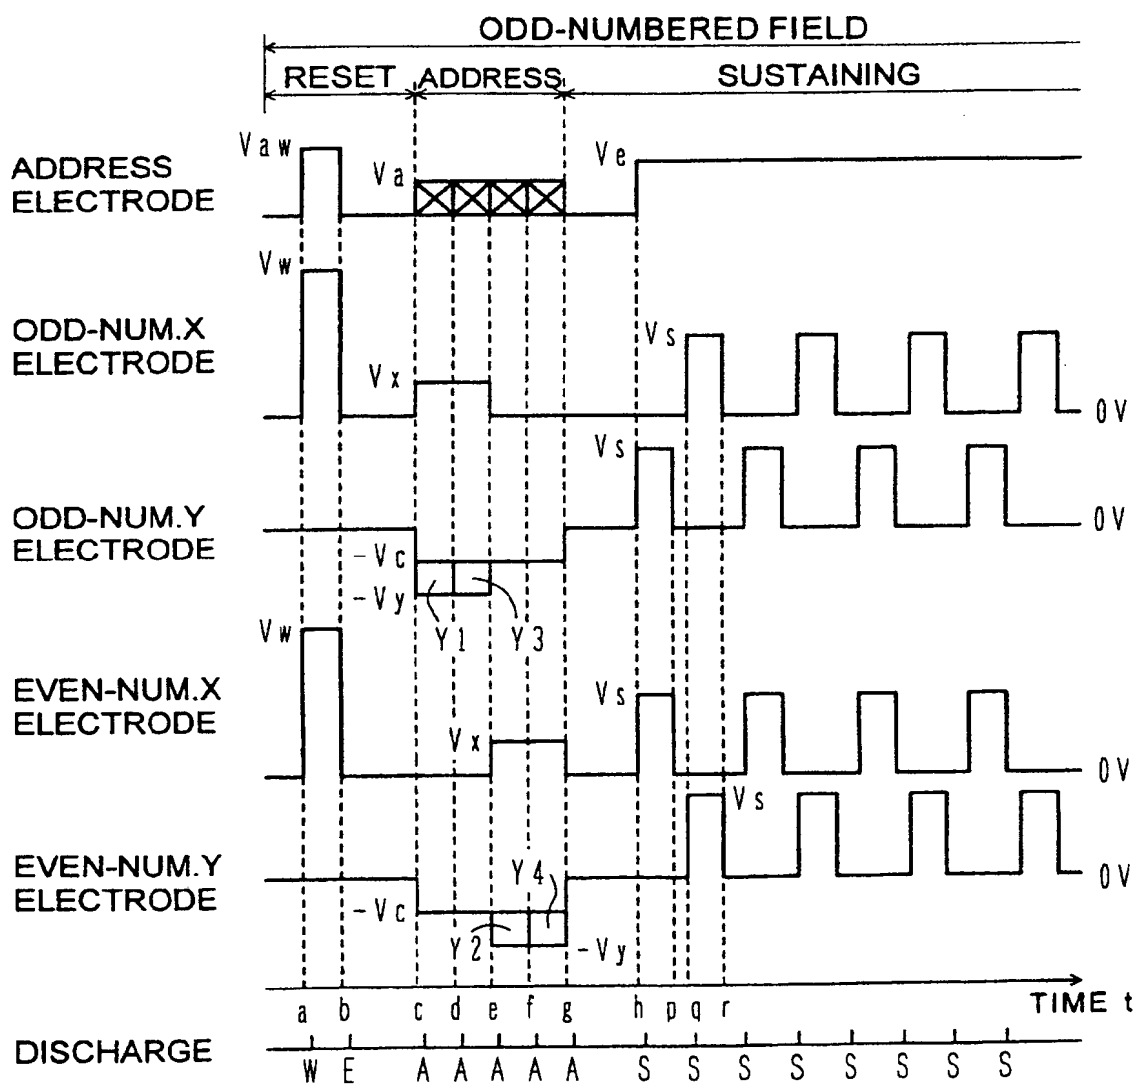 ODD-NUMBERED FIELD
RESET ADDRESS SUSTAINING
ADDRESS
ELECTRODE
Vaw
Va
Ve
ODD-NUM.X
ELECTRODE
Vw
Vx
Vs
0V
ODD-NUM.Y
ELECTRODE
Vs
0V
-Vc
-Vy
Y1 Y3
EVEN-NUM.X
ELECTRODE
Vw
Vx
Vs
0V
EVEN-NUM.Y
ELECTRODE
Vs
0V
-Vc
Y4
Y2
-Vy
a b c d e f g h p q r
TIME t
DISCHARGE
W E A A A A A S S S S S S S